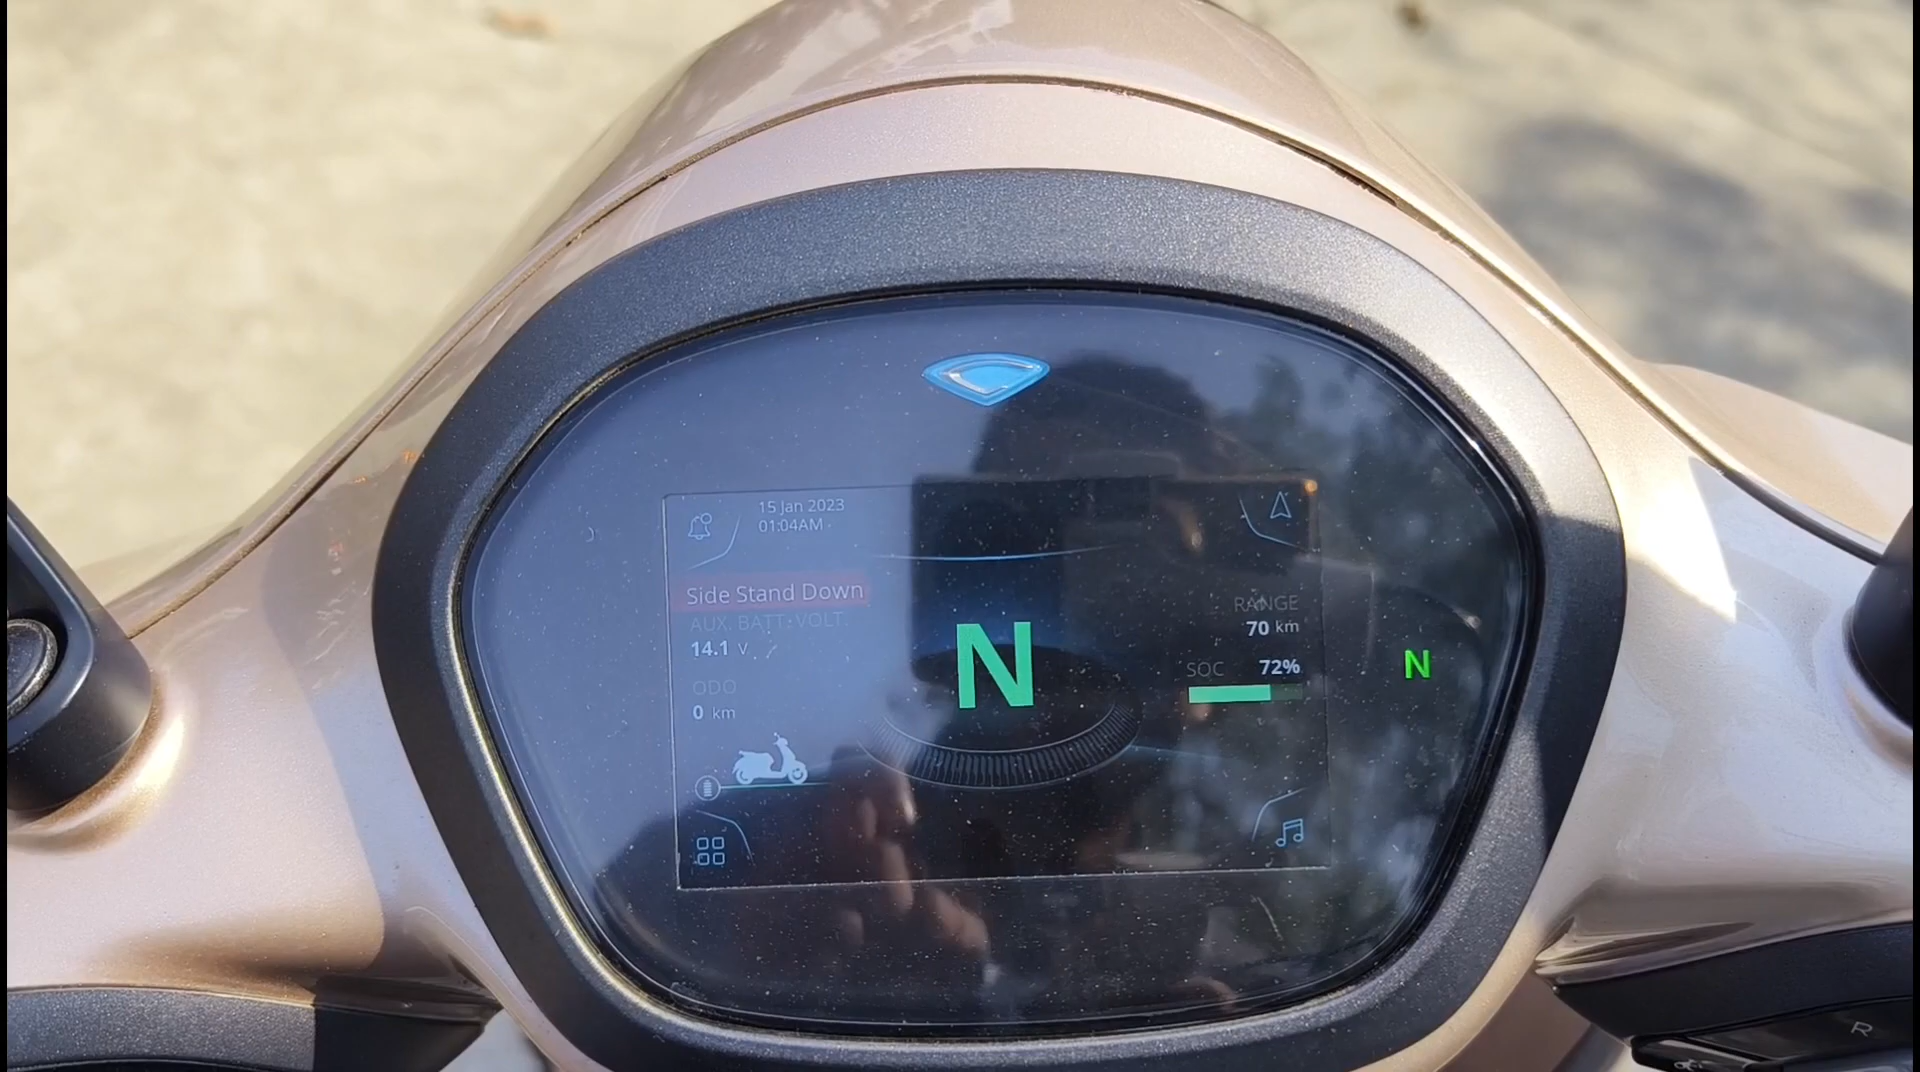 15 Jan 2023
01:04AM
Side Stand Down
AUX. BATT. VOLT.
14.1 V
ODO
0 km
N
RANGE
70 km
SOC 72%
N
R